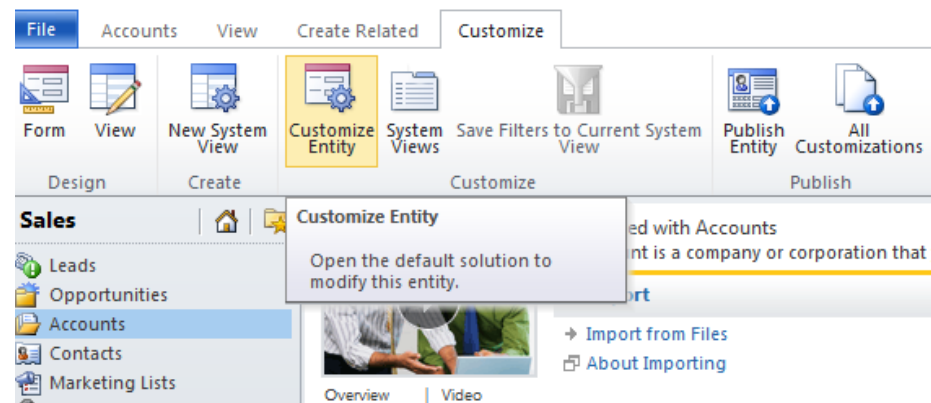 File Accounts View Create Related Customize
Form View New System View Customize Entity System Views Save Filters to Current System View Publish Entity All Customizations
Design Create Customize Publish
Sales
Customize Entity
Open the default solution to
modify this entity.
ed with Accounts
nt is a company or corporation that
rt
Leads
Opportunities
Accounts
Contacts
Marketing Lists
Import from Files
About Importing
Overview | Video